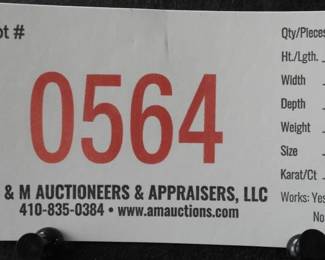 ot #
0564
& M AUCTIONEERS & APPRAISERS, LLC
410-835-0384 • www.amauctions.com
Qty/Pieces
Ht./Lgth.
Width
Depth
Weight
Size
Karat/Ct
Works: Yes
No